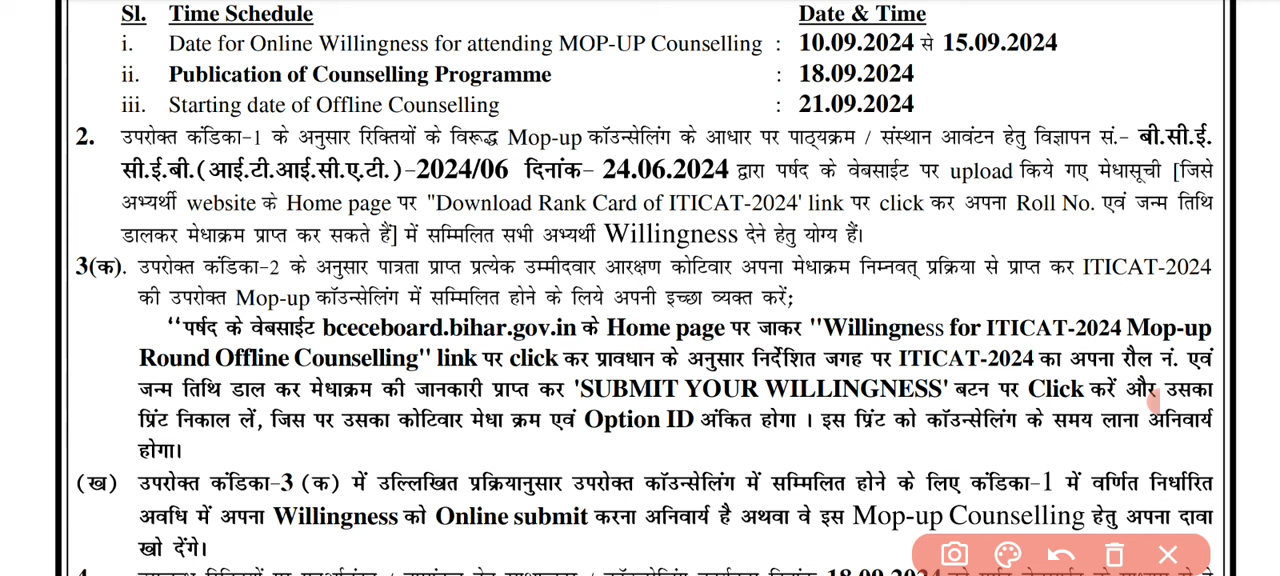 Sl. Time Schedule Date & Time
i. Date for Online Willingness for attending MOP-UP Counselling : 10.09.2024 से 15.09.2024
ii. Publication of Counselling Programme : 18.09.2024
iii. Starting date of Offline Counselling : 21.09.2024
2. उपरोक्त कंडिका-1 के अनुसार रिक्तियों के विरूद्ध Mop-up कॉउन्सेलिंग के आधार पर पाठ्यक्रम / संस्थान आवंटन हेतु विज्ञापन सं.- बी.सी.ई.
सी.ई.बी.(आई.टी.आई.सी.ए.टी.)-2024/06 दिनांक- 24.06.2024 द्वारा पर्षद के वेबसाईट पर upload किये गए मेधासूची [जिसे
अभ्यर्थी website के Home page पर "Download Rank Card of ITICAT-2024' link पर click कर अपना Roll No. एवं जन्म तिथि
डालकर मेधाक्रम प्राप्त कर सकते हैं] में सम्मिलित सभी अभ्यर्थी Willingness देने हेतु योग्य हैं।
3(क). उपरोक्त कंडिका-2 के अनुसार पात्रता प्राप्त प्रत्येक उम्मीदवार आरक्षण कोटिवार अपना मेधाक्रम निम्नवत् प्रक्रिया से प्राप्त कर ITICAT-2024
की उपरोक्त Mop-up कॉउन्सेलिंग में सम्मिलित होने के लिये अपनी इच्छा व्यक्त करें;
"पर्षद के वेबसाईट bceceboard.bihar.gov.in के Home page पर जाकर "Willingness for ITICAT-2024 Mop-up
Round Offline Counselling" link पर click कर प्रावधान के अनुसार निर्देशित जगह पर ITICAT-2024 का अपना रौल नं. एवं
जन्म तिथि डाल कर मेधाक्रम की जानकारी प्राप्त कर 'SUBMIT YOUR WILLINGNESS' बटन पर Click करें और उसका
प्रिंट निकाल लें, जिस पर उसका कोटिवार मेधा क्रम एवं Option ID अंकित होगा । इस प्रिंट को कॉउन्सेलिंग के समय लाना अनिवार्य
होगा।
(ख) उपरोक्त कंडिका-3 (क) में उल्लिखित प्रक्रियानुसार उपरोक्त कॉउन्सेलिंग में सम्मिलित होने के लिए कंडिका-1 में वर्णित निर्धारित
अवधि में अपना Willingness को Online submit करना अनिवार्य है अथवा वे इस Mop-up Counselling हेतु अपना दावा
खो देंगे।